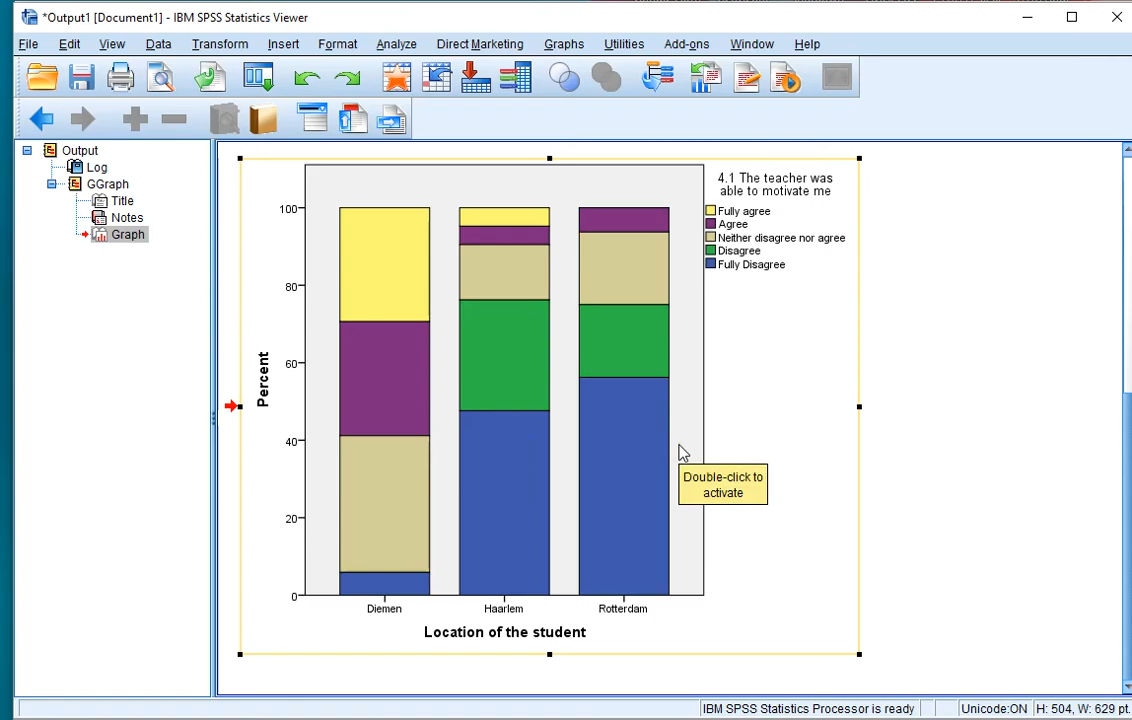 *Output1 [Document1] - IBM SPSS Statistics Viewer
File Edit View Data Transform Insert Format Analyze Direct Marketing Graphs Utilities Add-ons Window Help
Output
Log
GGraph
Title
Notes
Graph
4.1 The teacher was
able to motivate me
Fully agree
Agree
Neither disagree nor agree
Disagree
Fully Disagree
100
80
60
40
20
0
Percent
Diemen Haarlem Rotterdam
Location of the student
Double-click to
activate
IBM SPSS Statistics Processor is ready Unicode:ON H: 504, W: 629 pt.